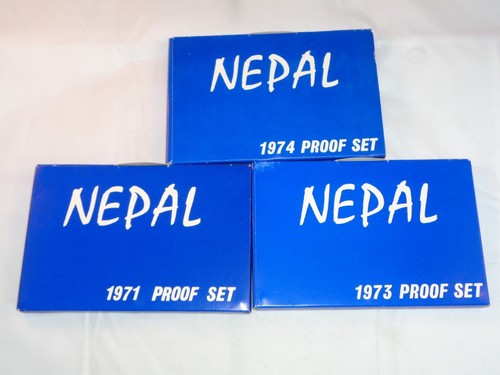 NEPAL
1974 PROOF SET
NEPAL
1971 PROOF SET
NEPAL
1973 PROOF SET